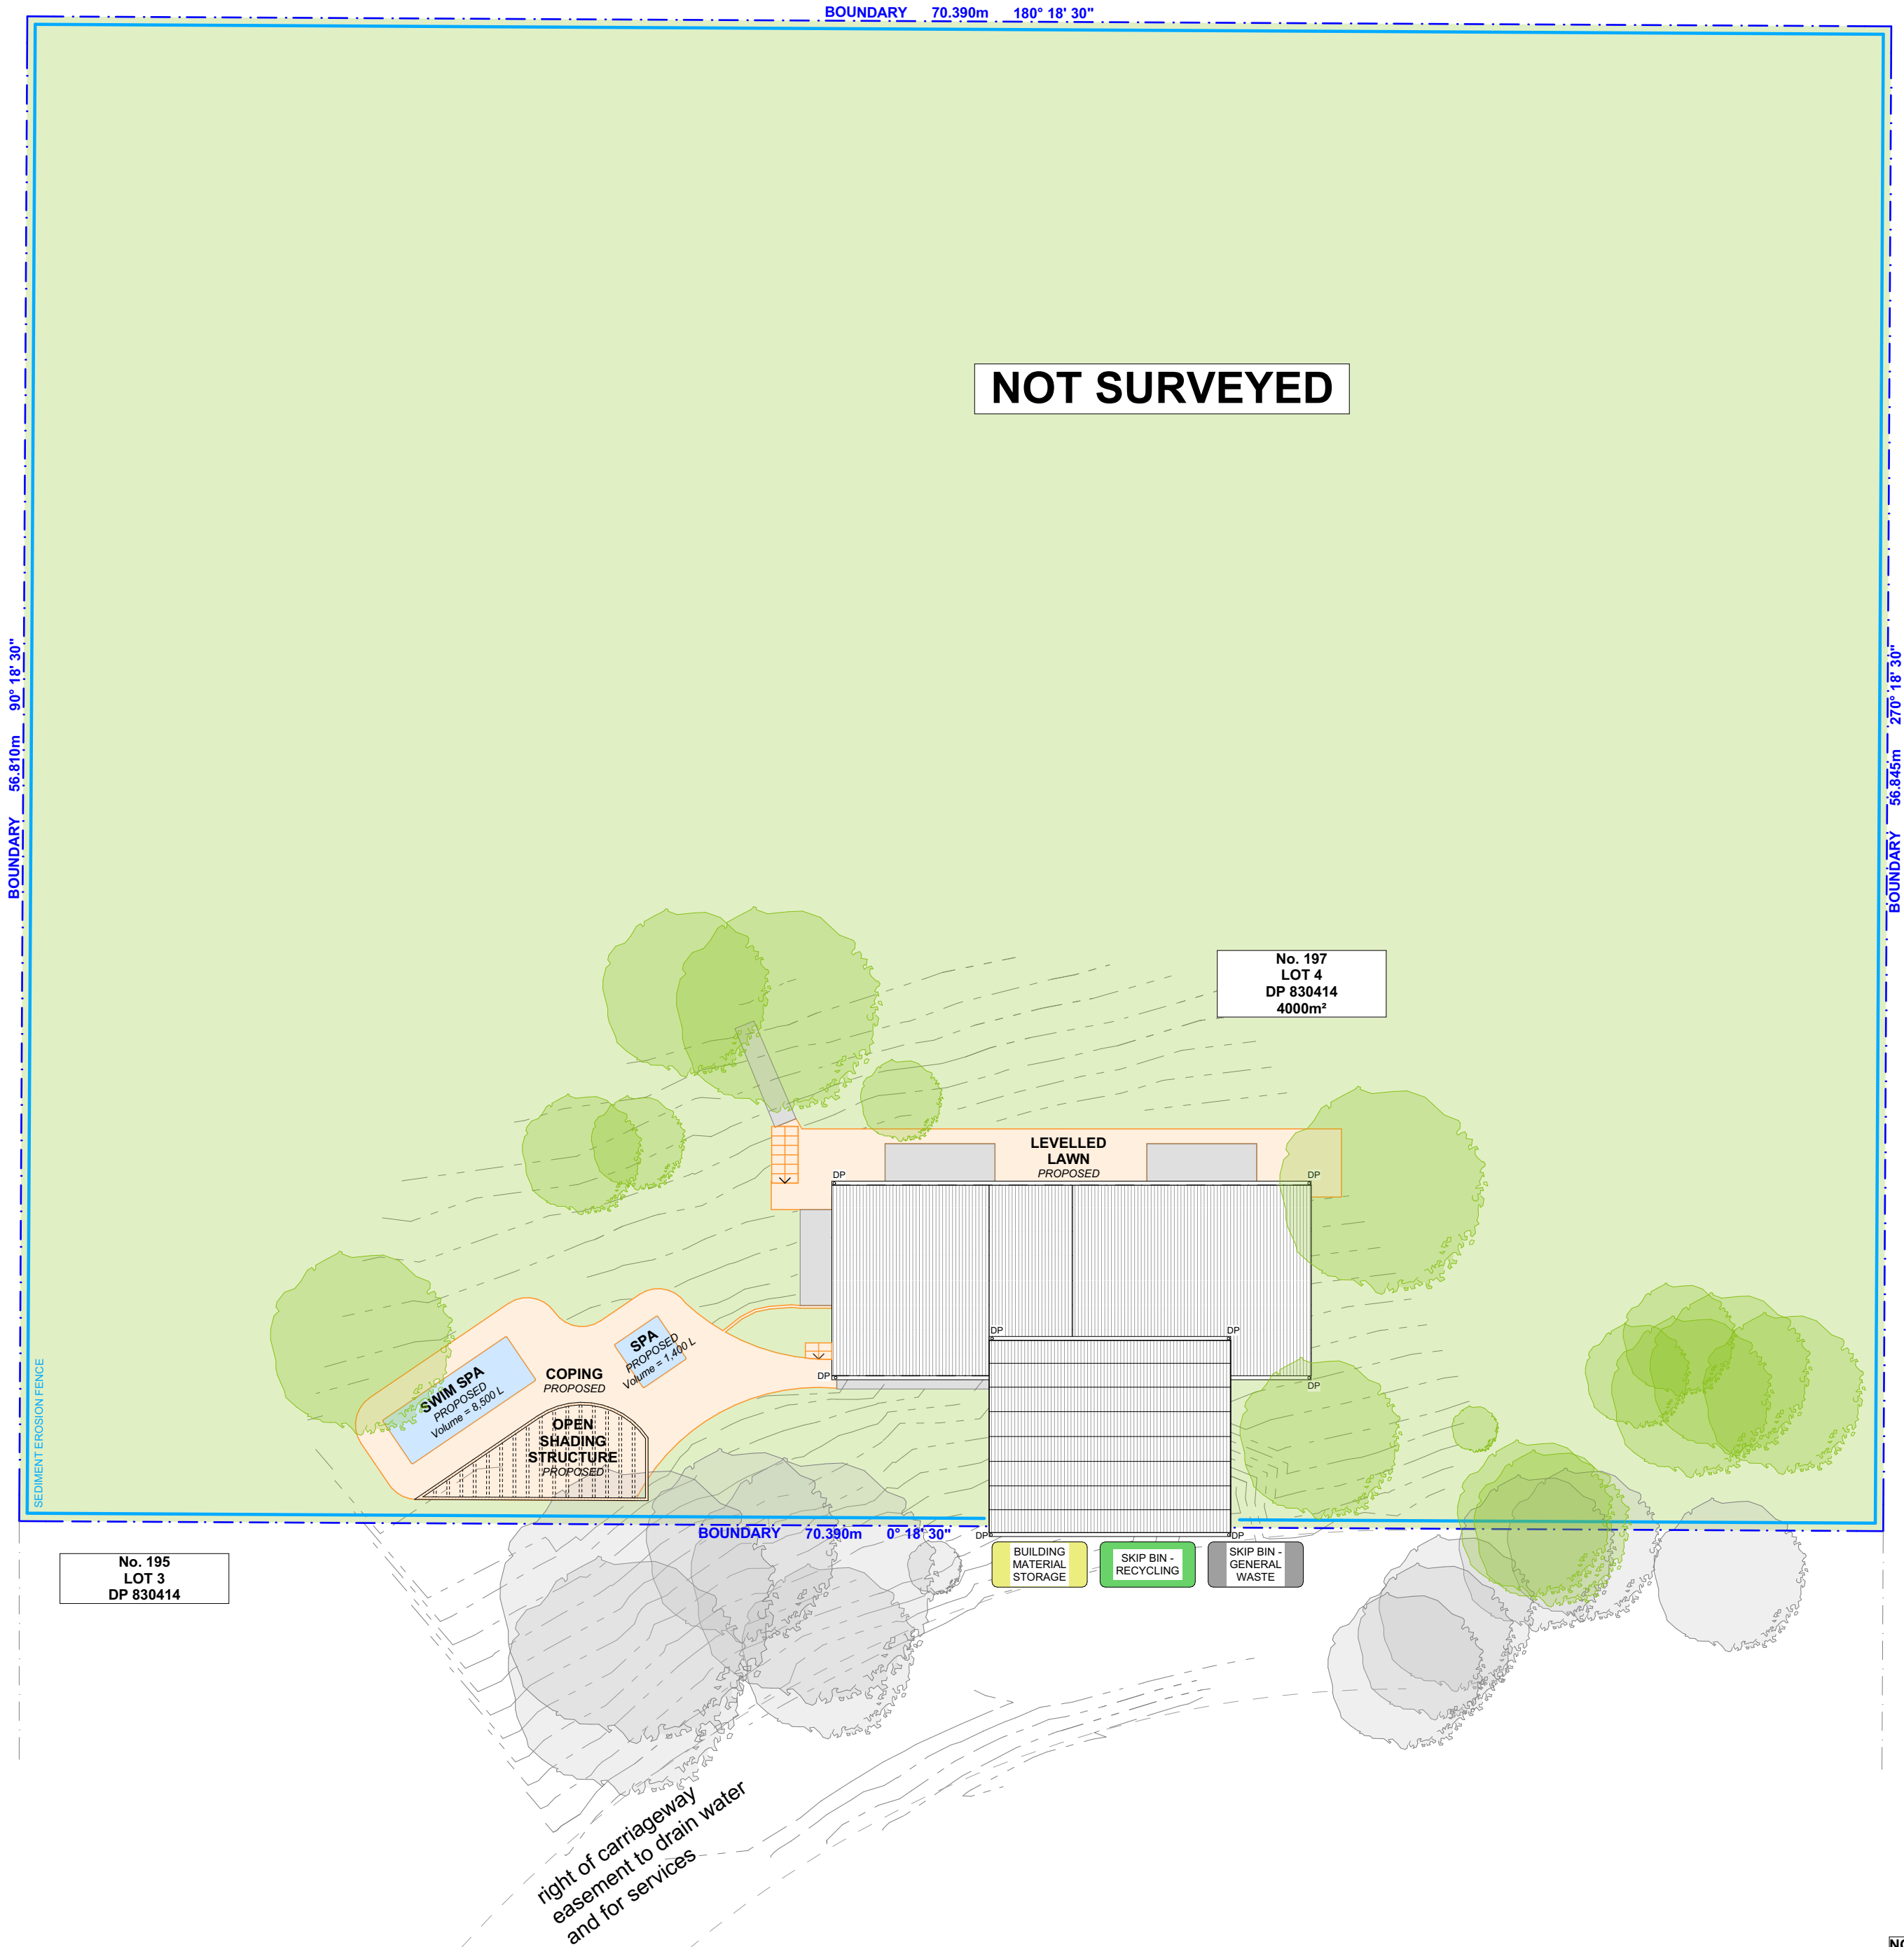 BOUNDARY 70.390m 180° 18' 30"
NOT SURVEYED
BOUNDARY 56.810m 90° 18' 30"
BOUNDARY 56.845m 270° 18' 30"
No. 197
LOT 4
DP 830414
4000m²
LEVELLED
LAWN
PROPOSED
DP
DP
DP
DP
DP
DP
SPA
PROPOSED
Volume = 1,400 L
SWIM SPA
PROPOSED
Volume = 8,500 L
COPING
PROPOSED
OPEN
SHADING
STRUCTURE
PROPOSED
SEDIMENT EROSION FENCE
BOUNDARY 70.390m 0° 18' 30"
DP
DP
No. 195
LOT 3
DP 830414
BUILDING
MATERIAL
STORAGE
SKIP BIN -
RECYCLING
SKIP BIN -
GENERAL
WASTE
right of carriageway
easement to drain water
and for services